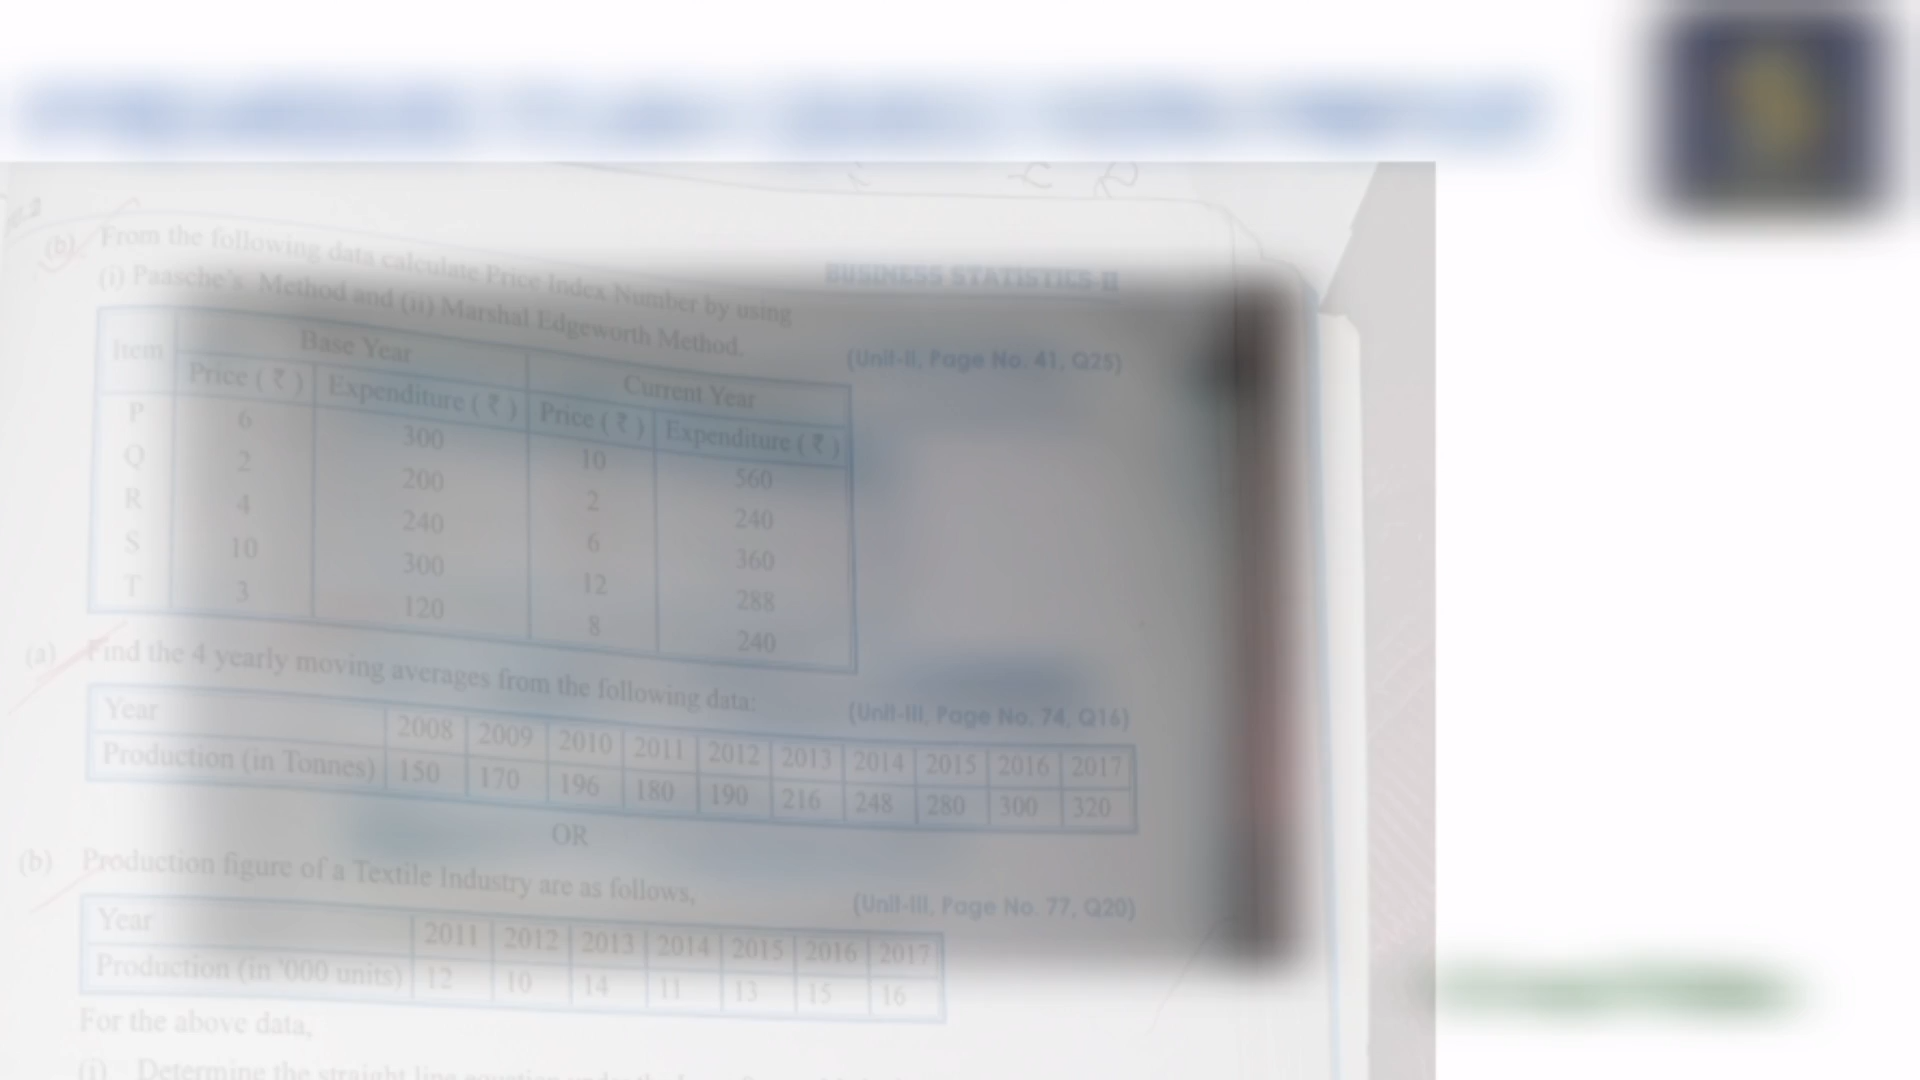 (b) From the following data calculate Price Index Number by using
BUSINESS STATISTICS-II
(i) Paasche's Method and (ii) Marshal Edgeworth Method.
(Unit-II, Page No. 41, Q25)
Item Base Year Current Year
Price ( ₹ ) Expenditure ( ₹ ) Price ( ₹ ) Expenditure ( ₹ )
P 6 300 10 560
Q 2 200 2 240
R 4 240 6 360
S 10 300 12 288
T 3 120 8 240
(a) Find the 4 yearly moving averages from the following data:
(Unit-III, Page No. 74, Q16)
Year 2008 2009 2010 2011 2012 2013 2014 2015 2016 2017
Production (in Tonnes) 150 170 196 180 190 216 248 280 300 320
OR
(b) Production figure of a Textile Industry are as follows,
(Unit-III, Page No. 77, Q20)
Year 2011 2012 2013 2014 2015 2016 2017
Production (in '000 units) 12 10 14 11 13 15 16
For the above data,
(i) Determine the straight line equation